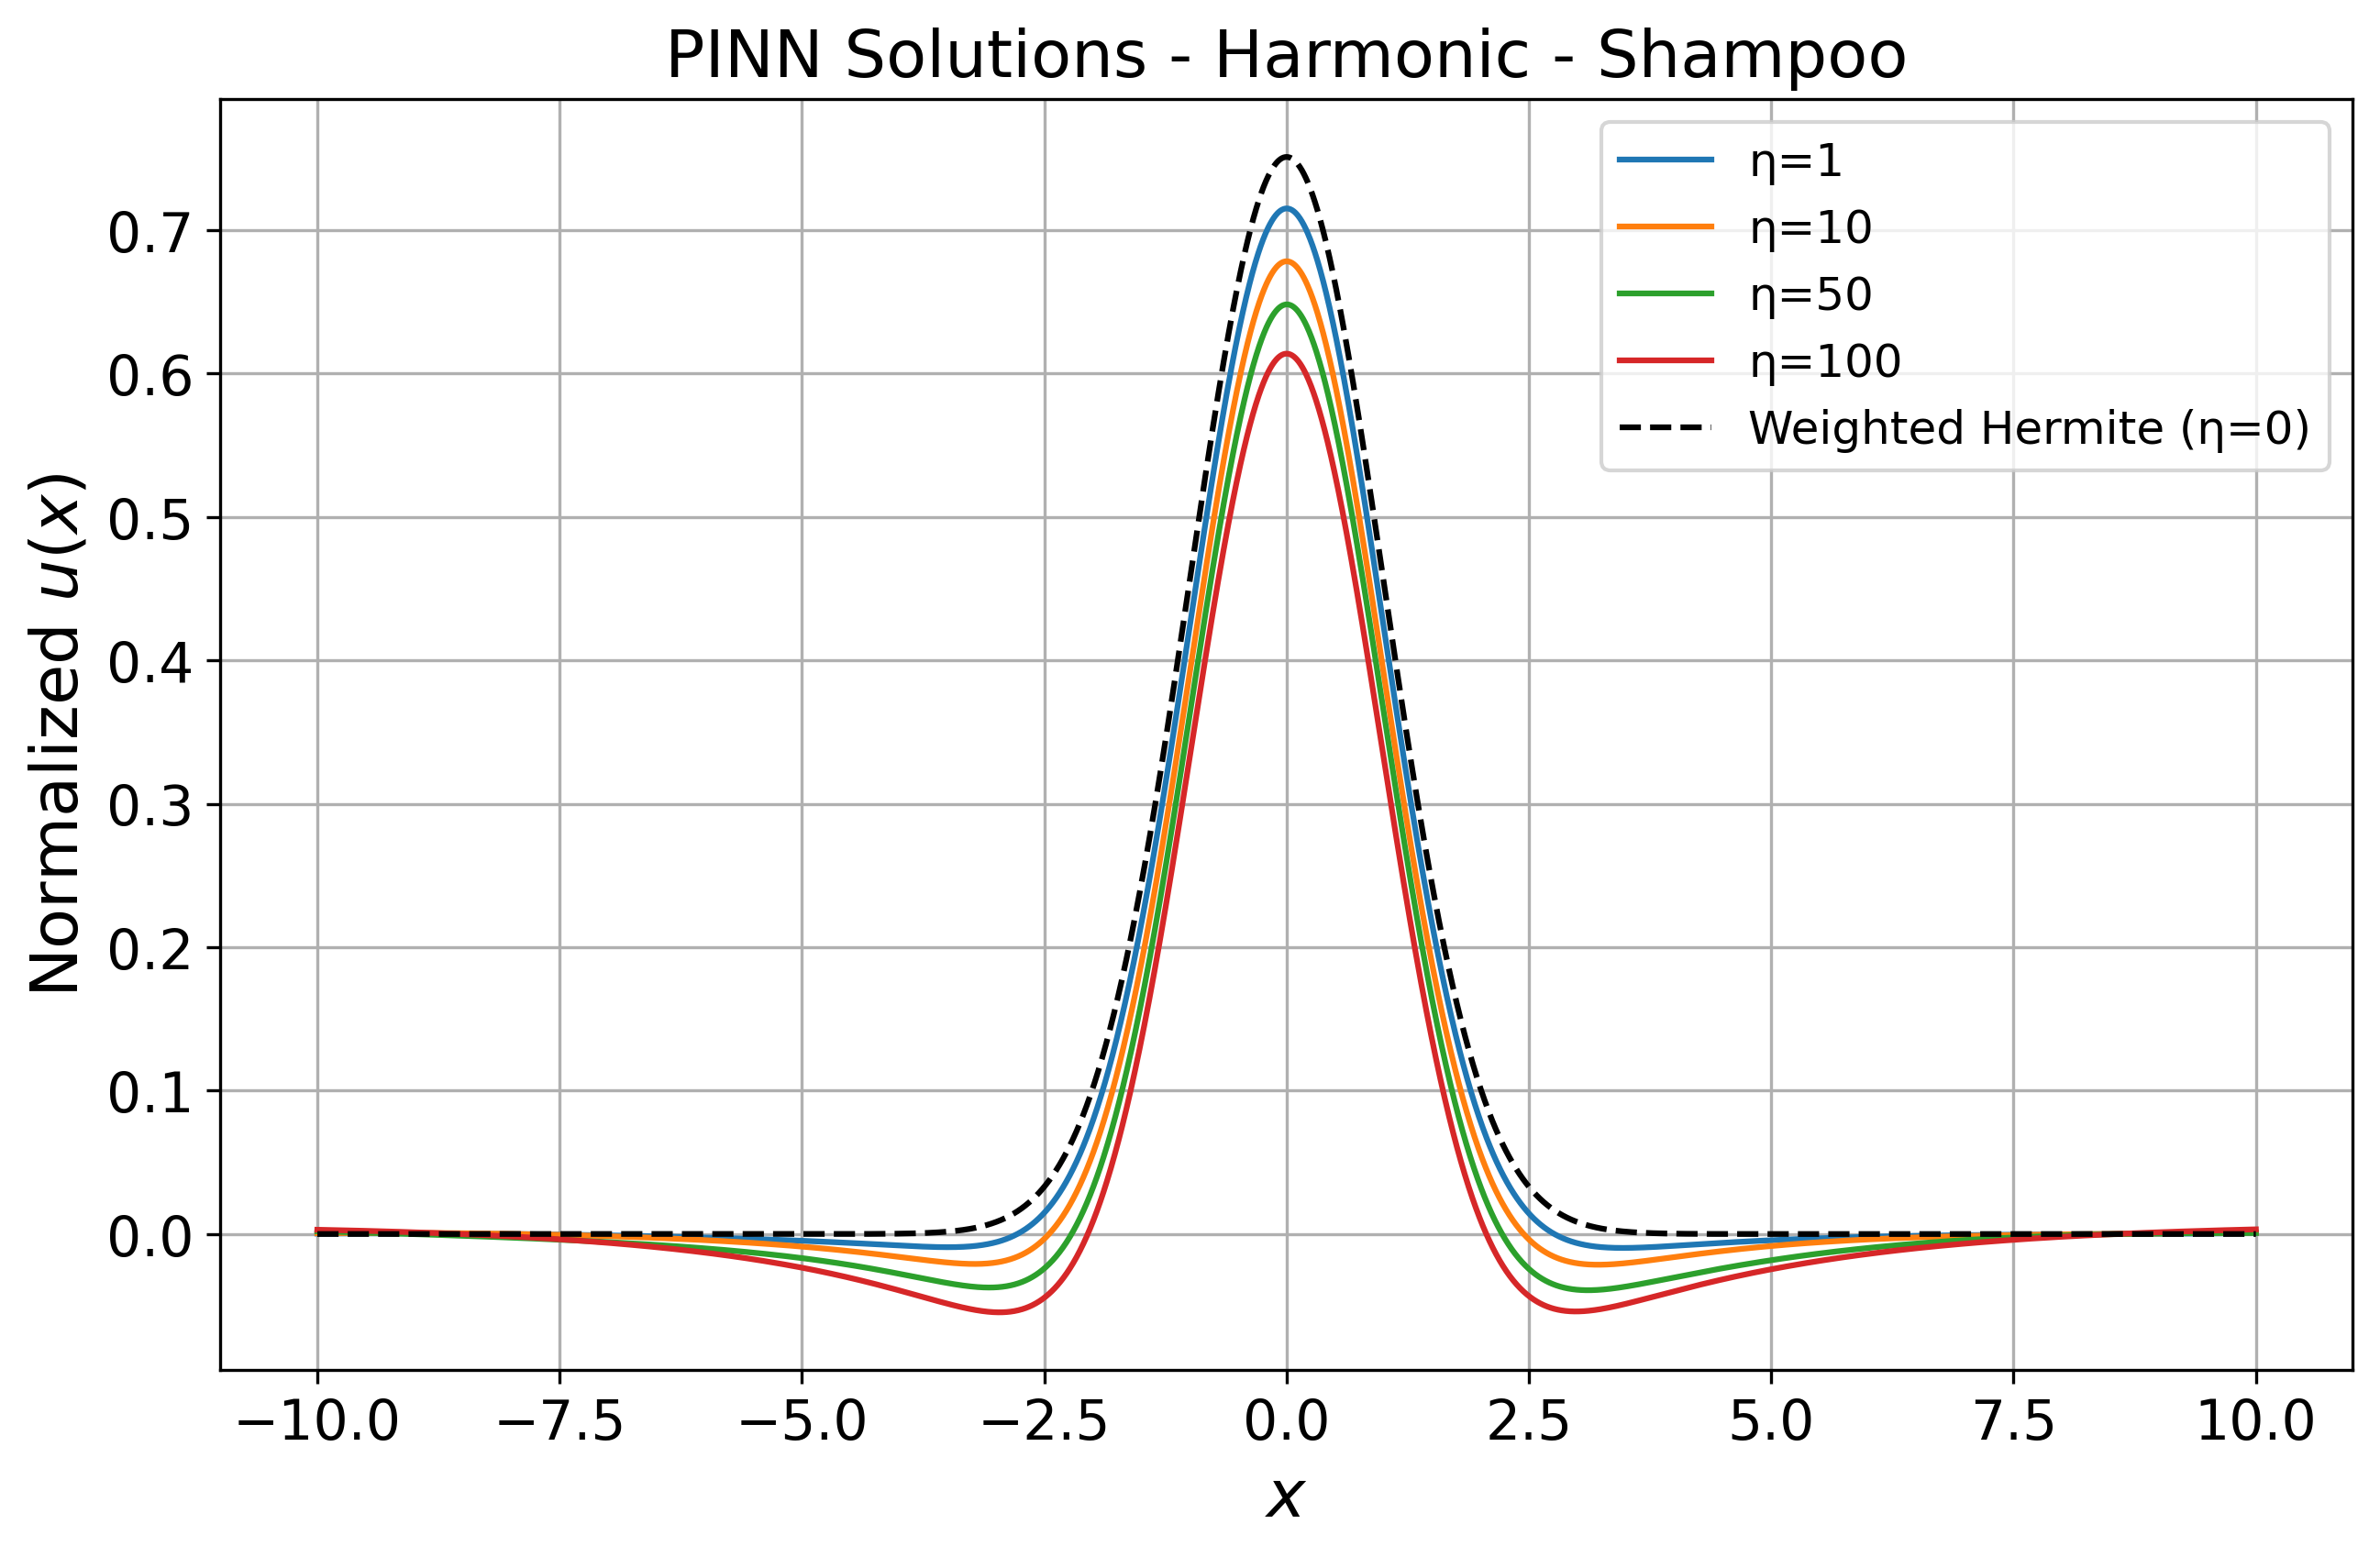 PINN Solutions - Harmonic - Shampoo
Normalized u(x)
0.7
0.6
0.5
0.4
0.3
0.2
0.1
0.0
η=1
η=10
η=50
η=100
Weighted Hermite (η=0)
−10.0 −7.5 −5.0 −2.5 0.0 2.5 5.0 7.5 10.0
x